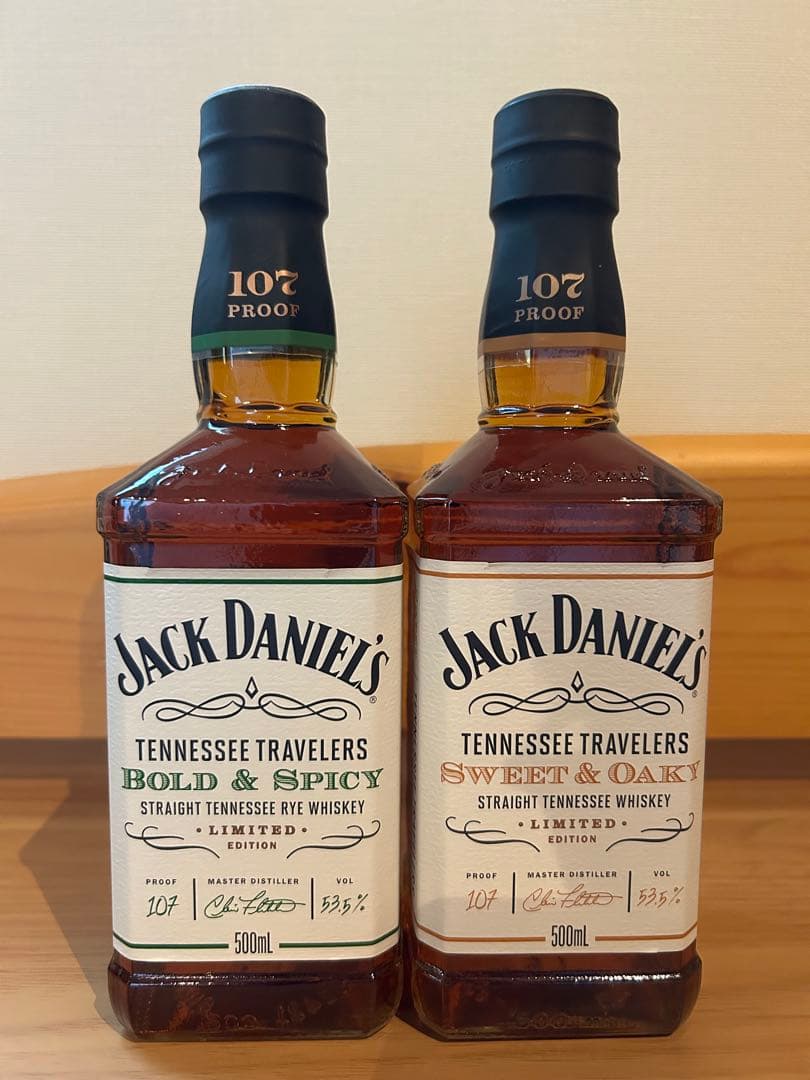 107
PROOF
JACK DANIEL'S®
TENNESSEE TRAVELERS
BOLD & SPICY
STRAIGHT TENNESSEE RYE WHISKEY
• LIMITED •
EDITION
PROOF
107
MASTER DISTILLER
VOL
53.5%
500mL
107
PROOF
JACK DANIEL'S®
TENNESSEE TRAVELERS
SWEET & OAKY
STRAIGHT TENNESSEE WHISKEY
• LIMITED •
EDITION
PROOF
107
MASTER DISTILLER
VOL
53.5%
500mL